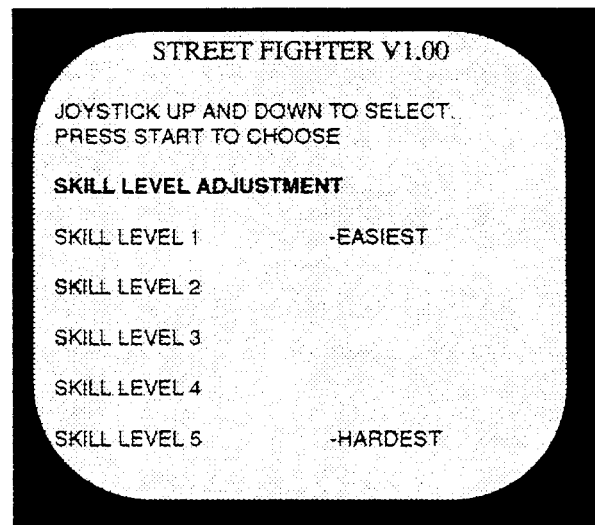 STREET FIGHTER V1.00
JOYSTICK UP AND DOWN TO SELECT.
PRESS START TO CHOOSE
SKILL LEVEL ADJUSTMENT
SKILL LEVEL 1 -EASIEST
SKILL LEVEL 2
SKILL LEVEL 3
SKILL LEVEL 4
SKILL LEVEL 5 -HARDEST